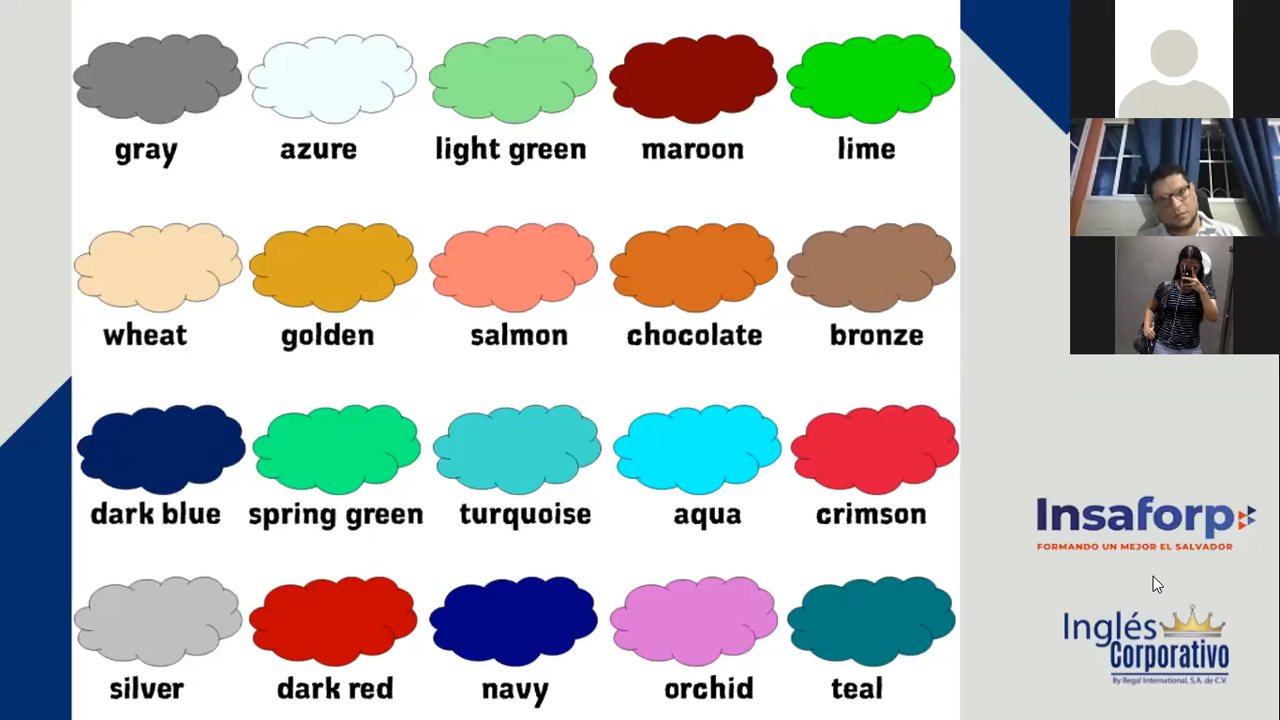 gray azure light green maroon lime
wheat golden salmon chocolate bronze
dark blue spring green turquoise aqua crimson
silver dark red navy orchid teal
Insaforp
FORMANDO UN MEJOR EL SALVADOR
Inglés
Corporativo
By Regal International, S.A. de C.V.